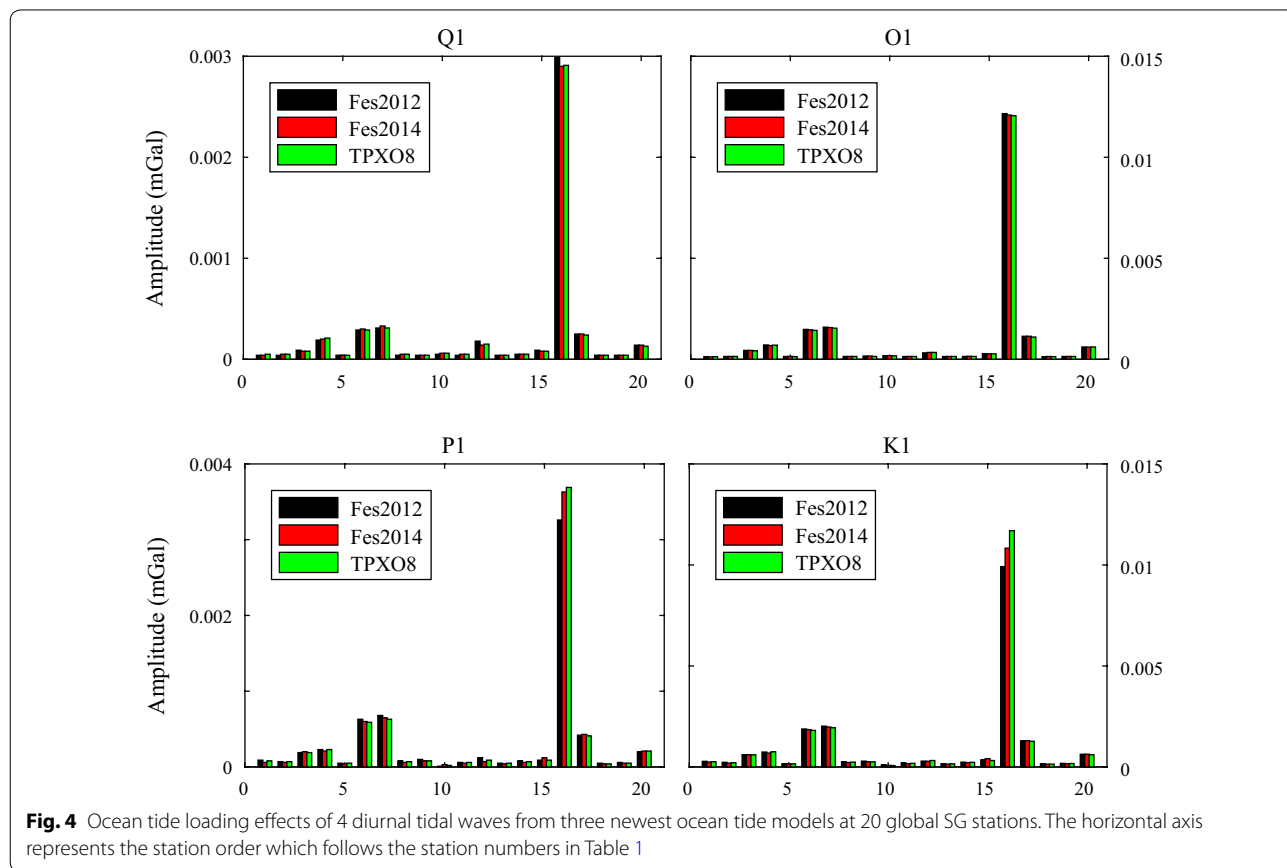 Q1
O1
0.003
0.002
0.001
0
Amplitude (mGal)
Fes2012
Fes2014
TPXO8
0 5 10 15 20
Fes2012
Fes2014
TPXO8
0.015
0.01
0.005
0
0 5 10 15 20
P1
K1
0.004
0.002
0
Amplitude (mGal)
Fes2012
Fes2014
TPXO8
0 5 10 15 20
Fes2012
Fes2014
TPXO8
0.015
0.01
0.005
0
0 5 10 15 20
Fig. 4 Ocean tide loading effects of 4 diurnal tidal waves from three newest ocean tide models at 20 global SG stations. The horizontal axis
represents the station order which follows the station numbers in Table 1